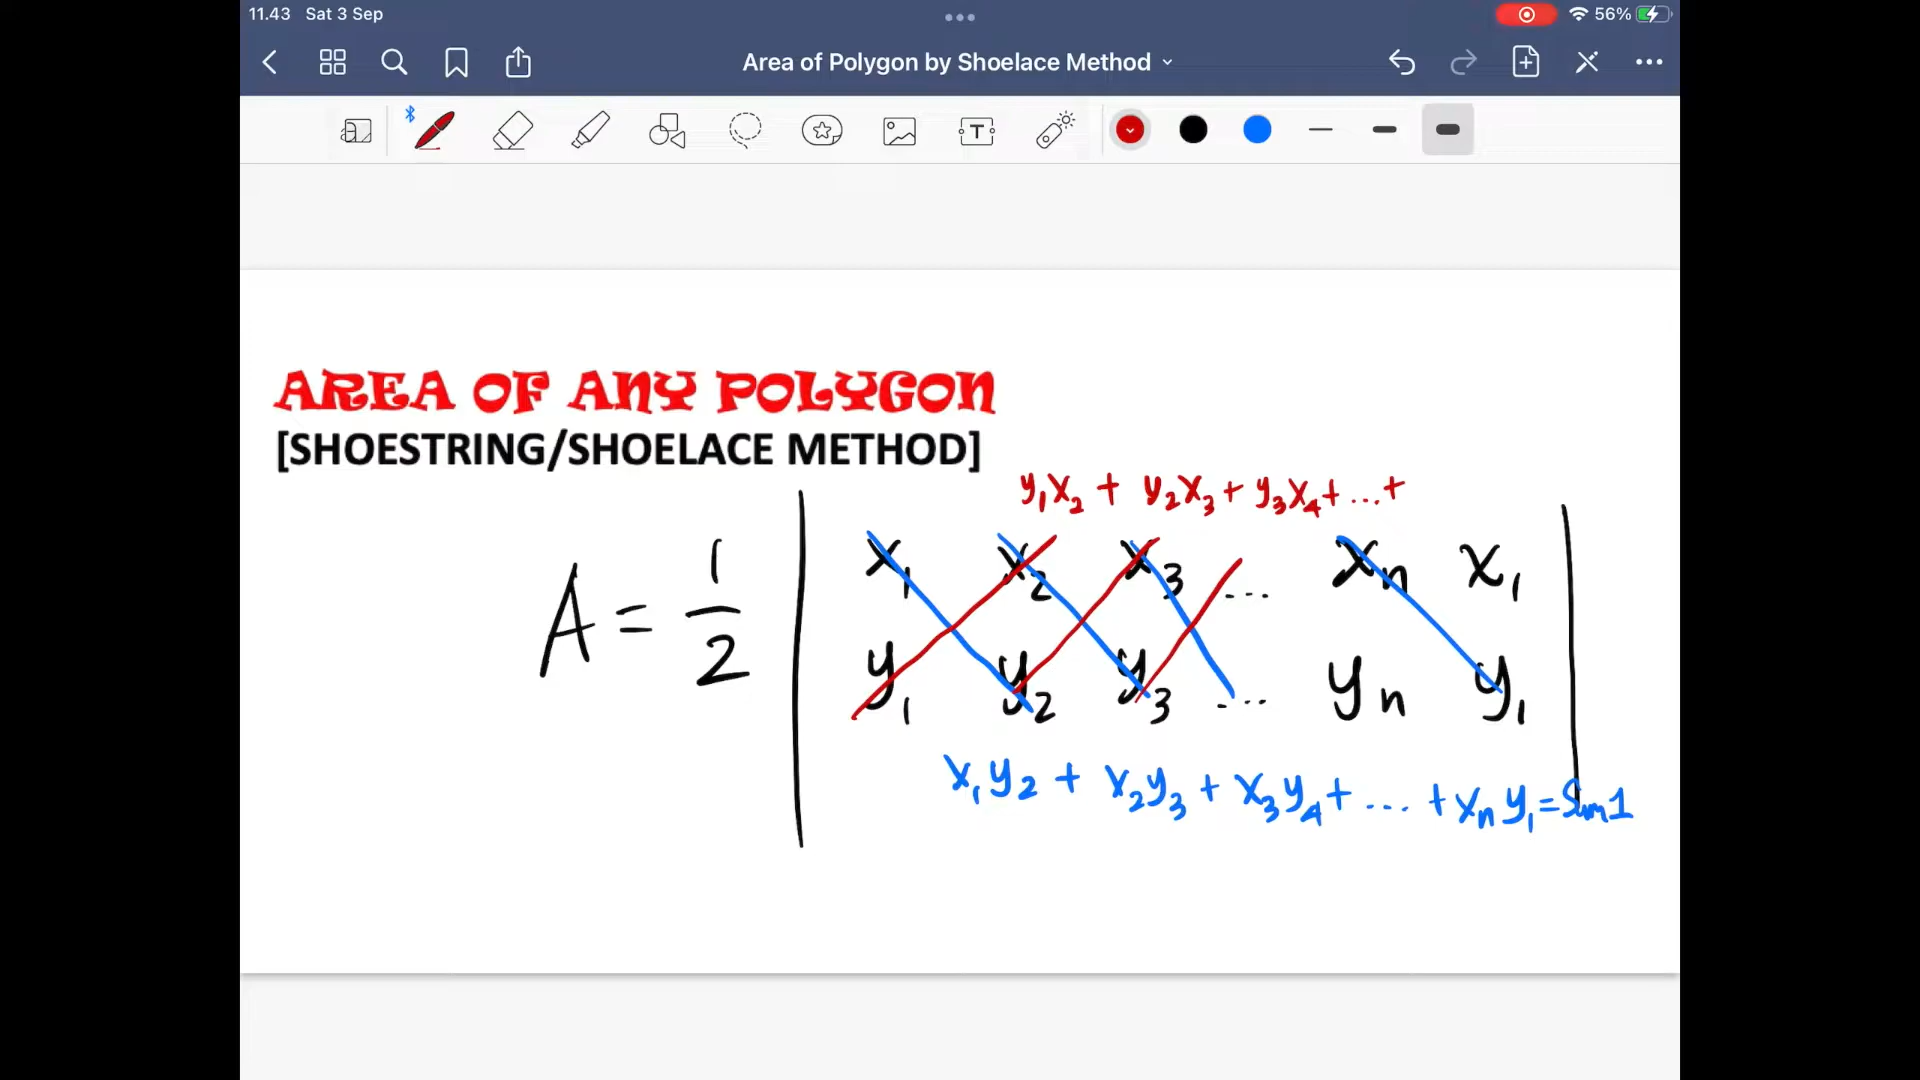 11.43 Sat 3 Sep
56%
Area of Polygon by Shoelace Method
T
AREA OF ANY POLYGON
[SHOESTRING/SHOELACE METHOD]
y₁x₂ + y₂x₃ + y₃x₄ + ... +
x₁ x₂ x₃ ... xₙ x₁
A = 1/2
y₁ y₂ y₃ ... yₙ y₁
x₁y₂ + x₂y₃ + x₃y₄ + ... + xₙy₁ = Sum1